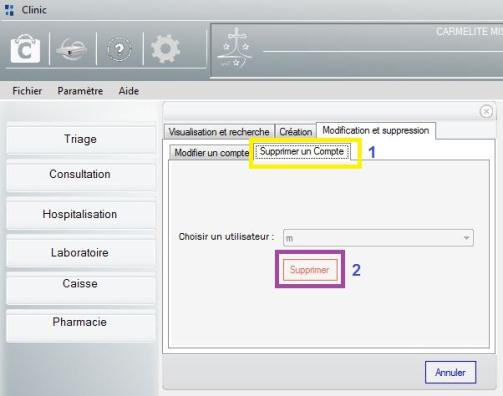 Clinic
CARMELITE MIS
Fichier Paramètre Aide
Triage
Consultation
Hospitalisation
Laboratoire
Caisse
Pharmacie
Visualisation et recherche Création Modification et suppression
Modifier un compte Supprimer un Compte 1
Choisir un utilisateur : m
Supprimer 2
Annuler